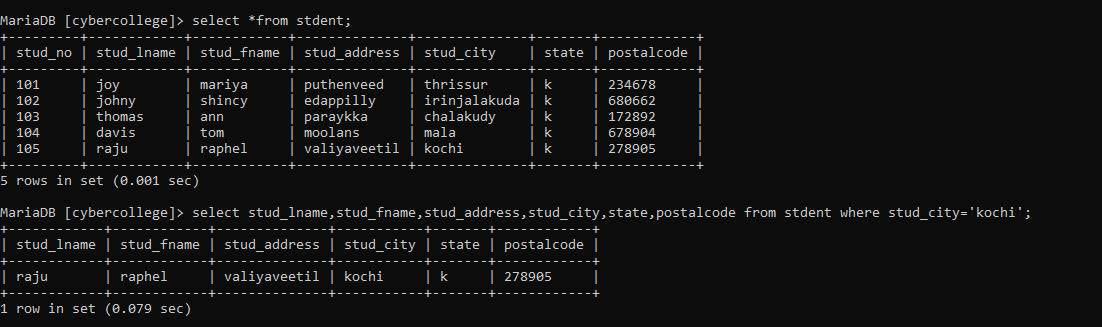 MariaDB [cybercollege]> select *from stdent;
+---------+------------+------------+--------------+--------------+-------+------------+
| stud_no | stud_lname | stud_fname | stud_address | stud_city    | state | postalcode |
+---------+------------+------------+--------------+--------------+-------+------------+
| 101     | joy        | mariya     | puthenveed   | thrissur     | k     | 234678     |
| 102     | johny      | shincy     | edappilly    | irinjalakuda | k     | 680662     |
| 103     | thomas     | ann        | paraykka     | chalakudy    | k     | 172892     |
| 104     | davis      | tom        | moolans      | mala         | k     | 678904     |
| 105     | raju       | raphel     | valiyaveetil | kochi        | k     | 278905     |
+---------+------------+------------+--------------+--------------+-------+------------+
5 rows in set (0.001 sec)
MariaDB [cybercollege]> select stud_lname,stud_fname,stud_address,stud_city,state,postalcode from stdent where stud_city='kochi';
+------------+------------+--------------+-----------+-------+------------+
| stud_lname | stud_fname | stud_address | stud_city | state | postalcode |
+------------+------------+--------------+-----------+-------+------------+
| raju       | raphel     | valiyaveetil | kochi     | k     | 278905     |
+------------+------------+--------------+-----------+-------+------------+
1 row in set (0.079 sec)